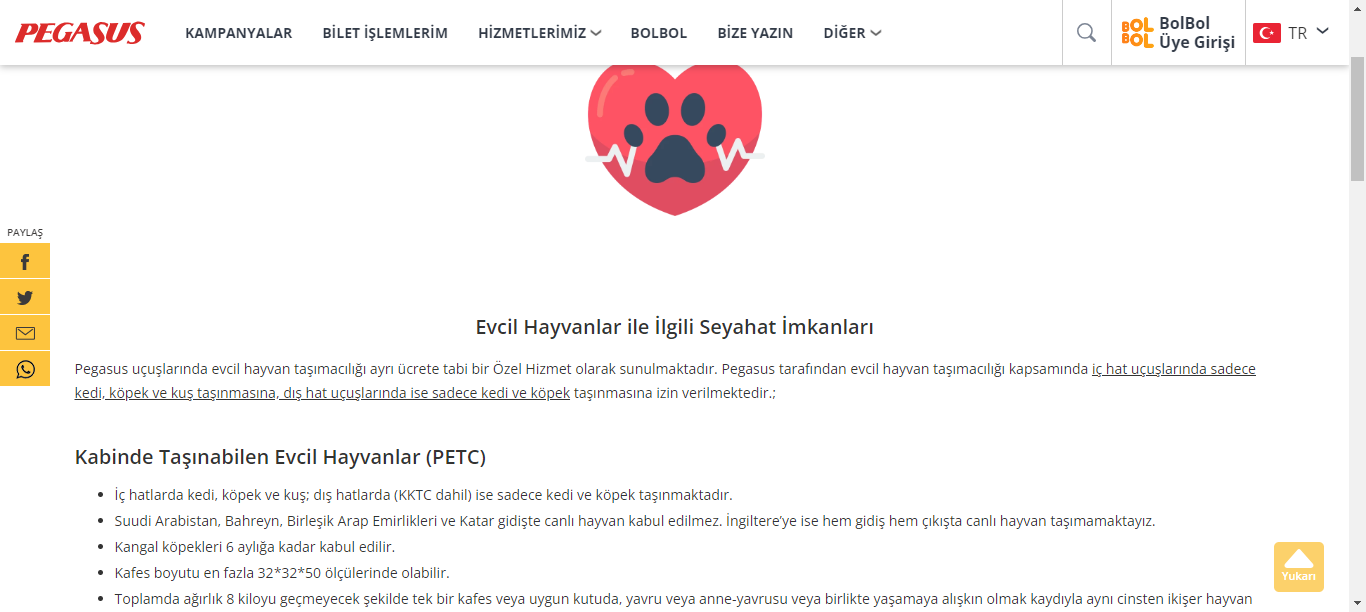 PEGASUS
KAMPANYALAR
BİLET İŞLEMLERİM
HİZMETLERİMİZ
BOLBOL
BİZE YAZIN
DİĞER
BOL
BOL
BolBol
Üye Girişi
TR
PAYLAŞ
Evcil Hayvanlar ile İlgili Seyahat İmkanları
Pegasus uçuşlarında evcil hayvan taşımacılığı ayrı ücrete tabi bir Özel Hizmet olarak sunulmaktadır. Pegasus tarafından evcil hayvan taşımacılığı kapsamında iç hat uçuşlarında sadece
kedi, köpek ve kuş taşınmasına, dış hat uçuşlarında ise sadece kedi ve köpek taşınmasına izin verilmektedir.;
Kabinde Taşınabilen Evcil Hayvanlar (PETC)
• İç hatlarda kedi, köpek ve kuş; dış hatlarda (KKTC dahil) ise sadece kedi ve köpek taşınmaktadır.
• Suudi Arabistan, Bahreyn, Birleşik Arap Emirlikleri ve Katar gidişte canlı hayvan kabul edilmez. İngiltere’ye ise hem gidiş hem çıkışta canlı hayvan taşımamaktayız.
• Kangal köpekleri 6 aylığa kadar kabul edilir.
• Kafes boyutu en fazla 32*32*50 ölçülerinde olabilir.
• Toplamda ağırlık 8 kiloyu geçmeyecek şekilde tek bir kafes veya uygun kutuda, yavru veya anne-yavrusu veya birlikte yaşamaya alışkın olmak kaydıyla aynı cinsten ikişer hayvan
Yukarı